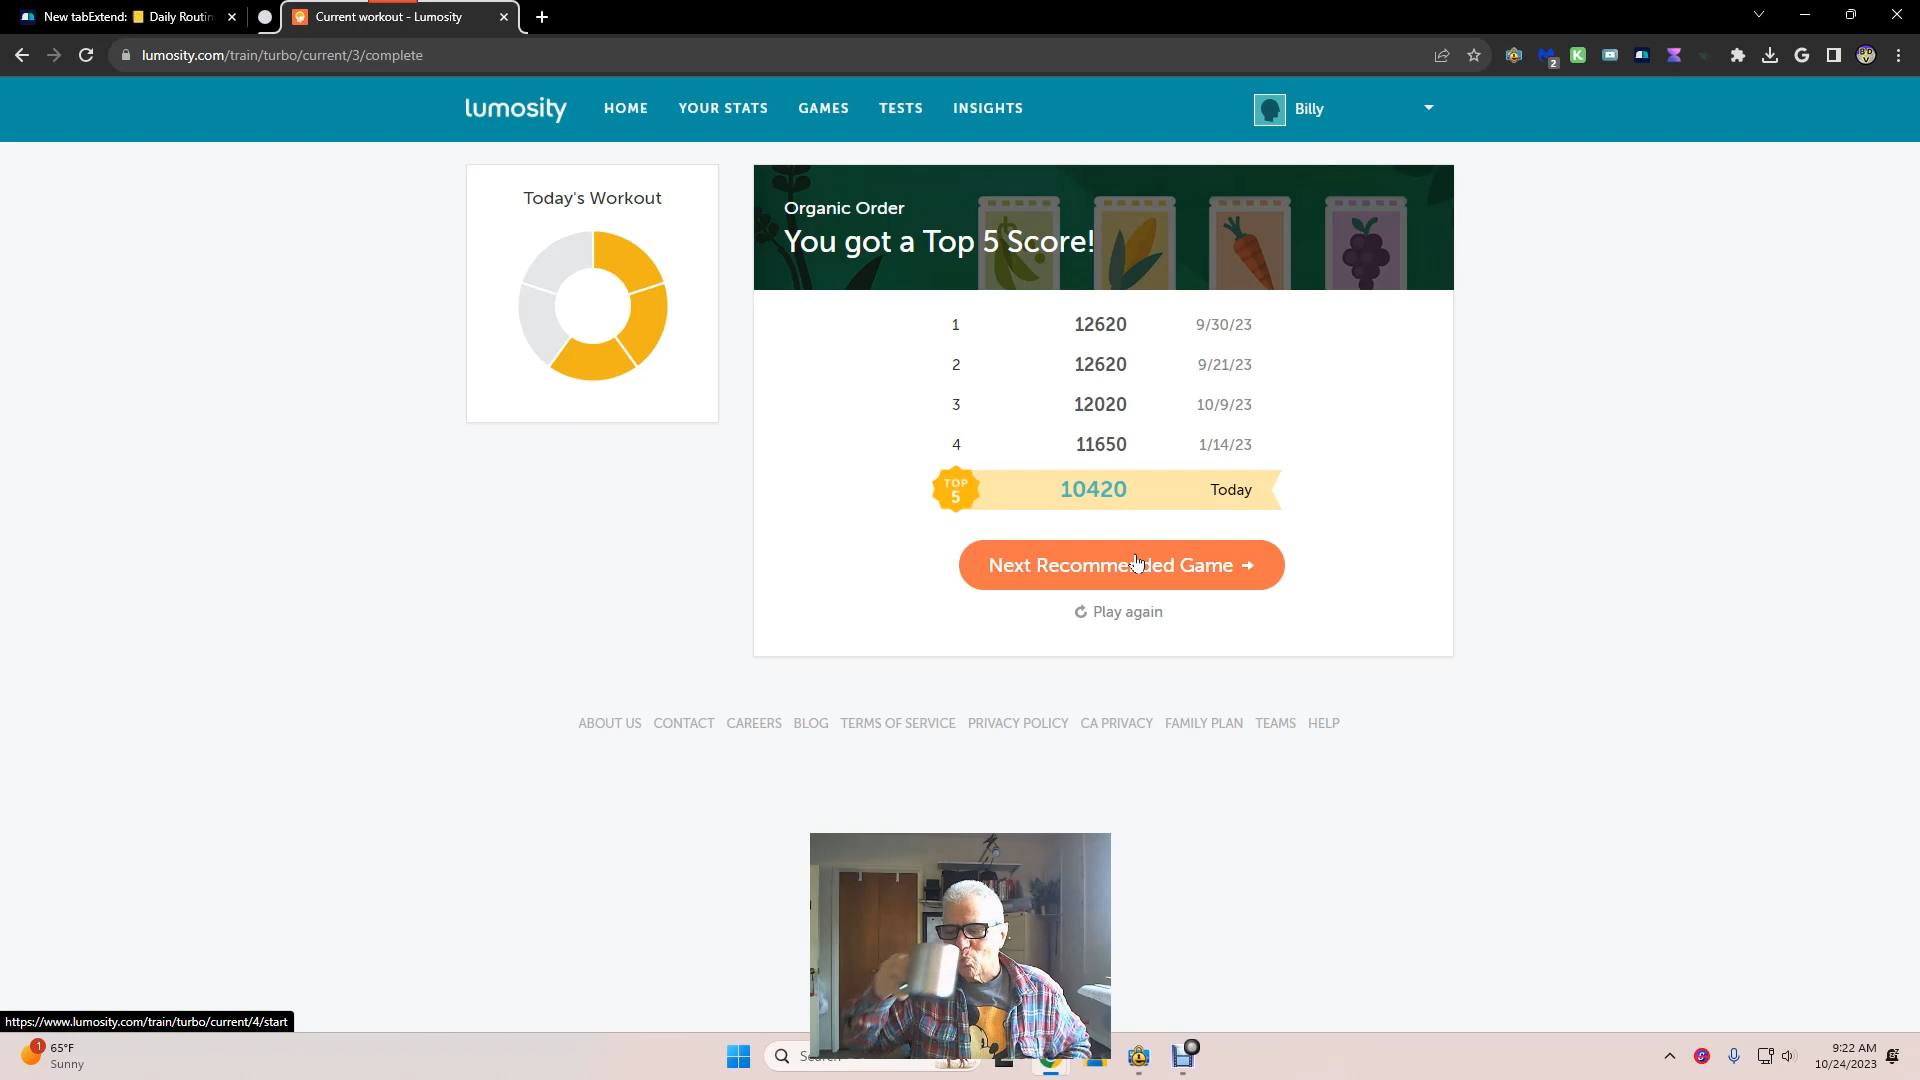 New tabExtend: Daily Routin
Current workout - Lumosity
lumosity.com/train/turbo/current/3/complete
2
lumosity
HOME
YOUR STATS
GAMES
TESTS
INSIGHTS
Billy
Today's Workout
Organic Order
You got a Top 5 Score!
1 12620 9/30/23
2 12620 9/21/23
3 12020 10/9/23
4 11650 1/14/23
TOP
5 10420 Today
Next Recommended Game
Play again
ABOUT US CONTACT CAREERS BLOG TERMS OF SERVICE PRIVACY POLICY CA PRIVACY FAMILY PLAN TEAMS HELP
https://www.lumosity.com/train/turbo/current/4/start
1
65°F
Sunny
9:22 AM
10/24/2023